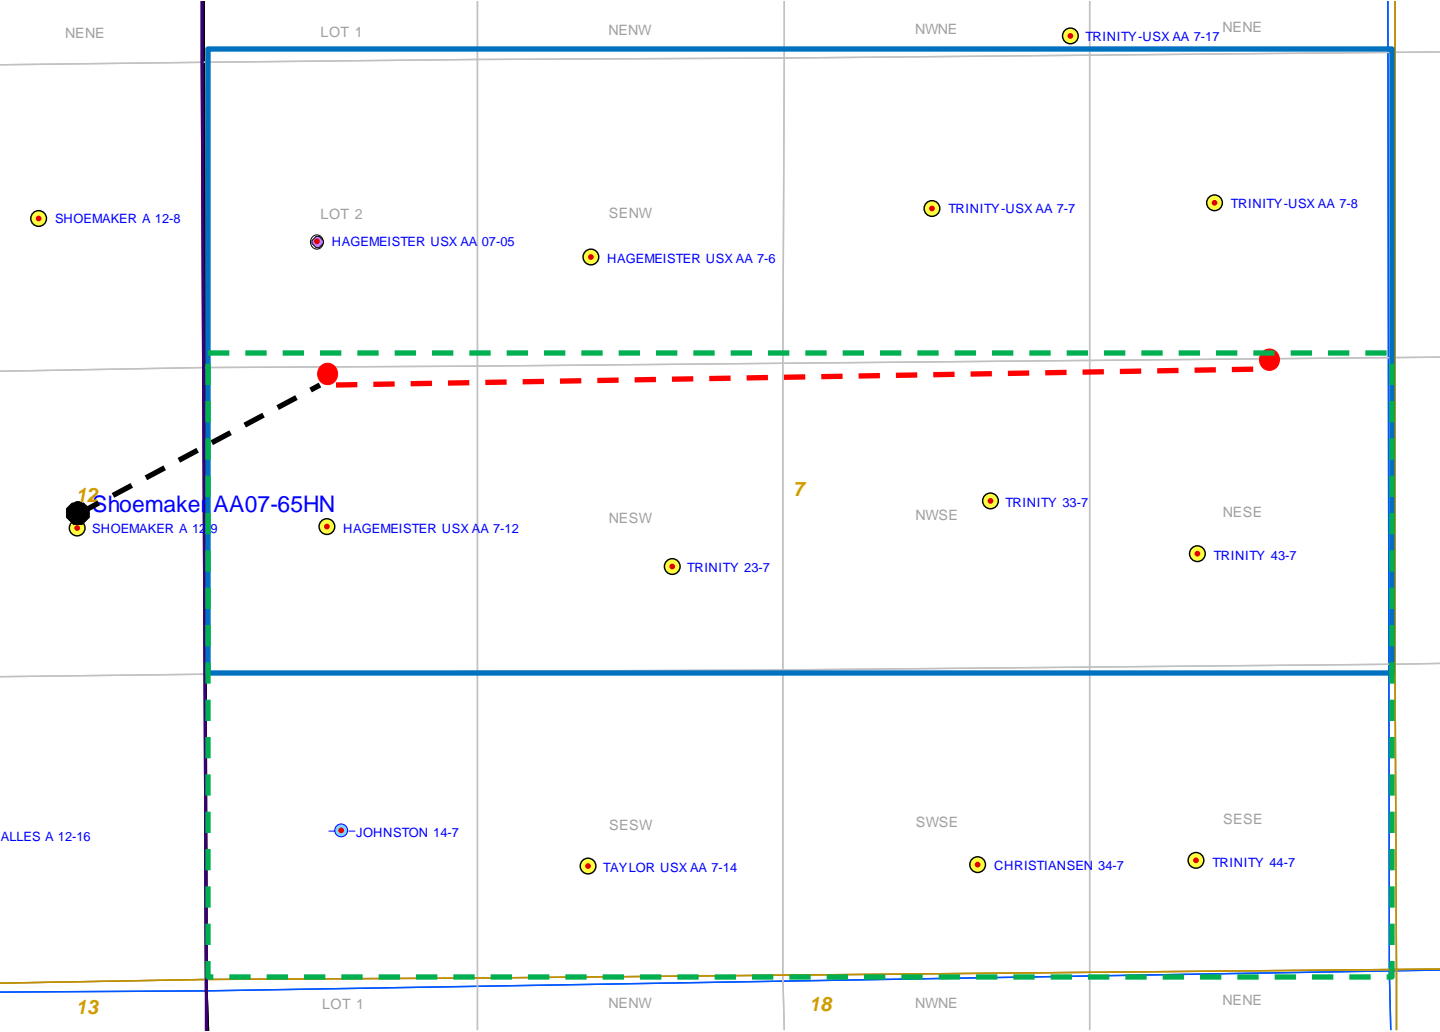 NENE
LOT 1
NENW
NWNE
NENE
TRINITY-USX AA 7-17
SHOEMAKER A 12-8
LOT 2
SENW
TRINITY-USX AA 7-7
TRINITY-USX AA 7-8
HAGEMEISTER USX AA 07-05
HAGEMEISTER USX AA 7-6
12
Shoemaker AA07-65HN
7
SHOEMAKER A 12-9
HAGEMEISTER USX AA 7-12
NESW
NWSE
TRINITY 33-7
NESE
TRINITY 23-7
TRINITY 43-7
ALLES A 12-16
JOHNSTON 14-7
SESW
SWSE
SESE
TAYLOR USX AA 7-14
CHRISTIANSEN 34-7
TRINITY 44-7
13
LOT 1
NENW
18
NWNE
NENE